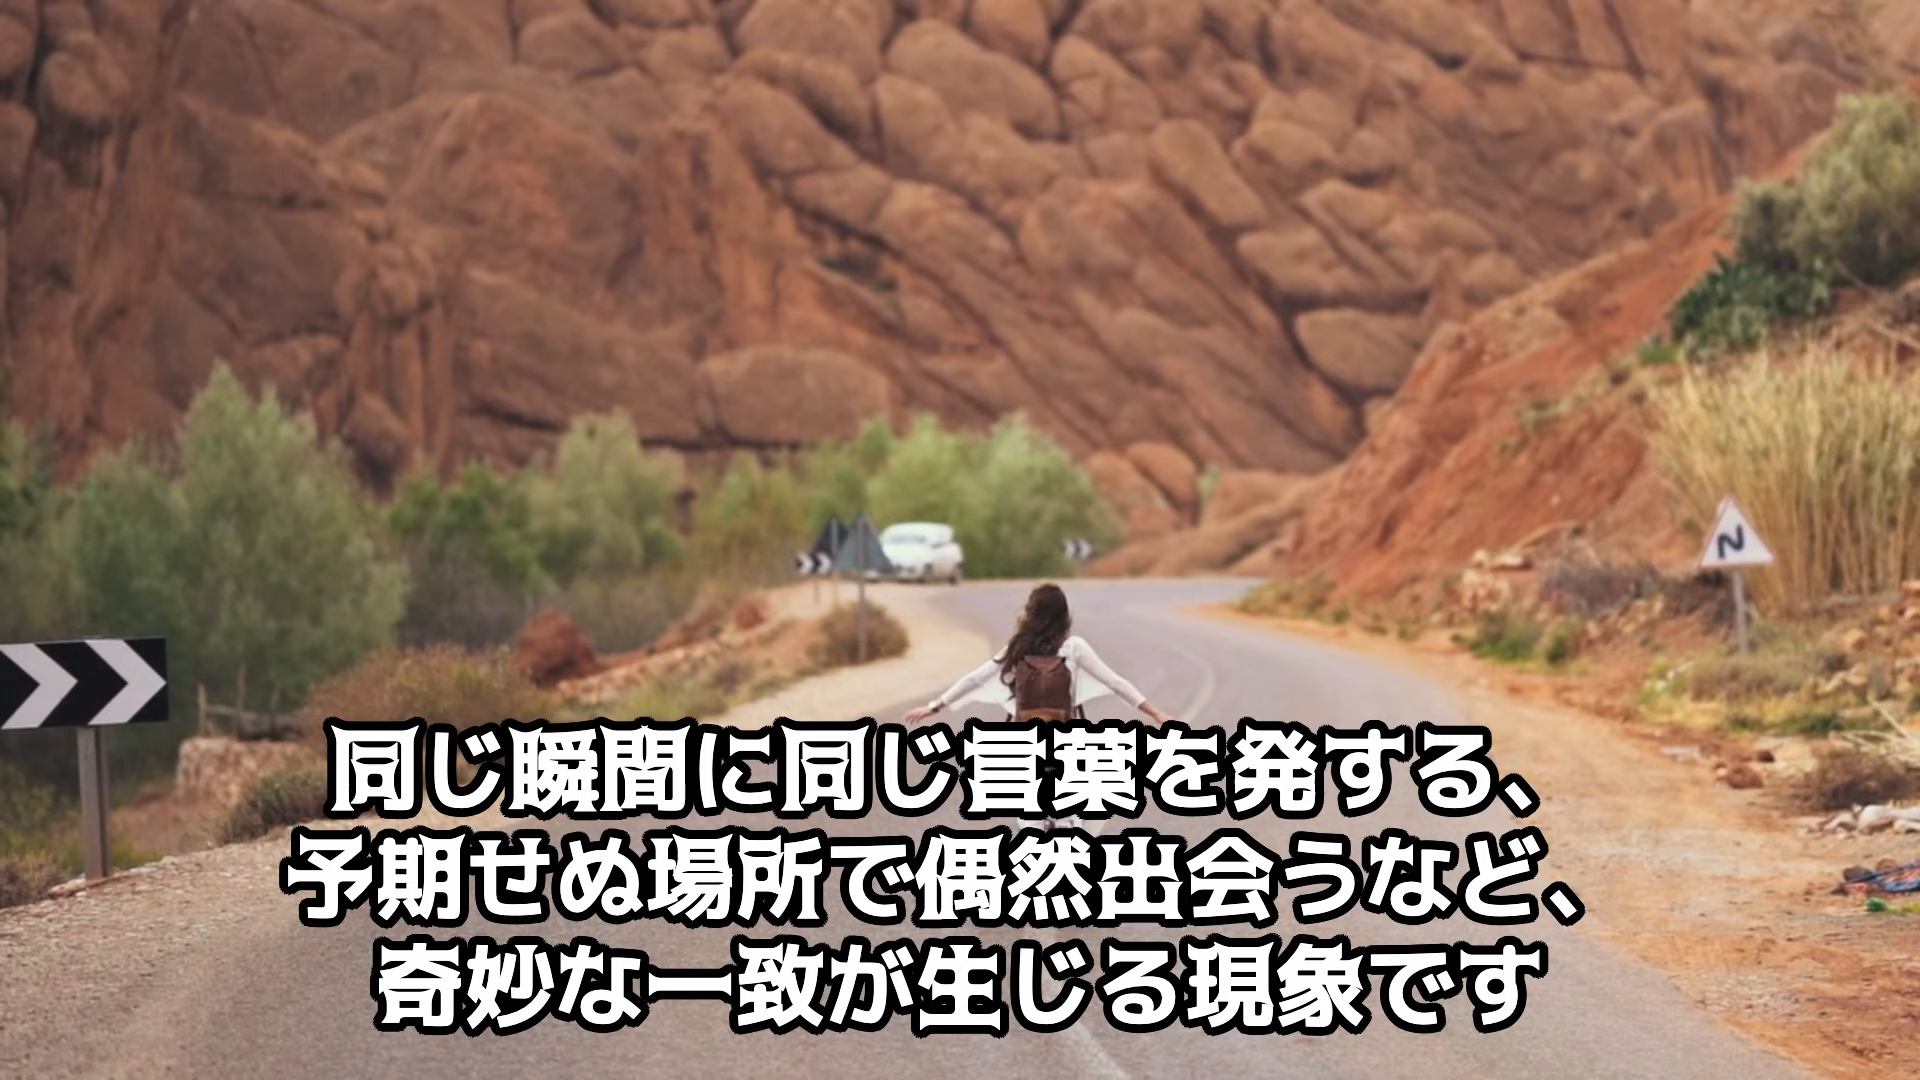 同じ瞬間に同じ言葉を発する、
予期せぬ場所で偶然出会うなど、
奇妙な一致が生じる現象です